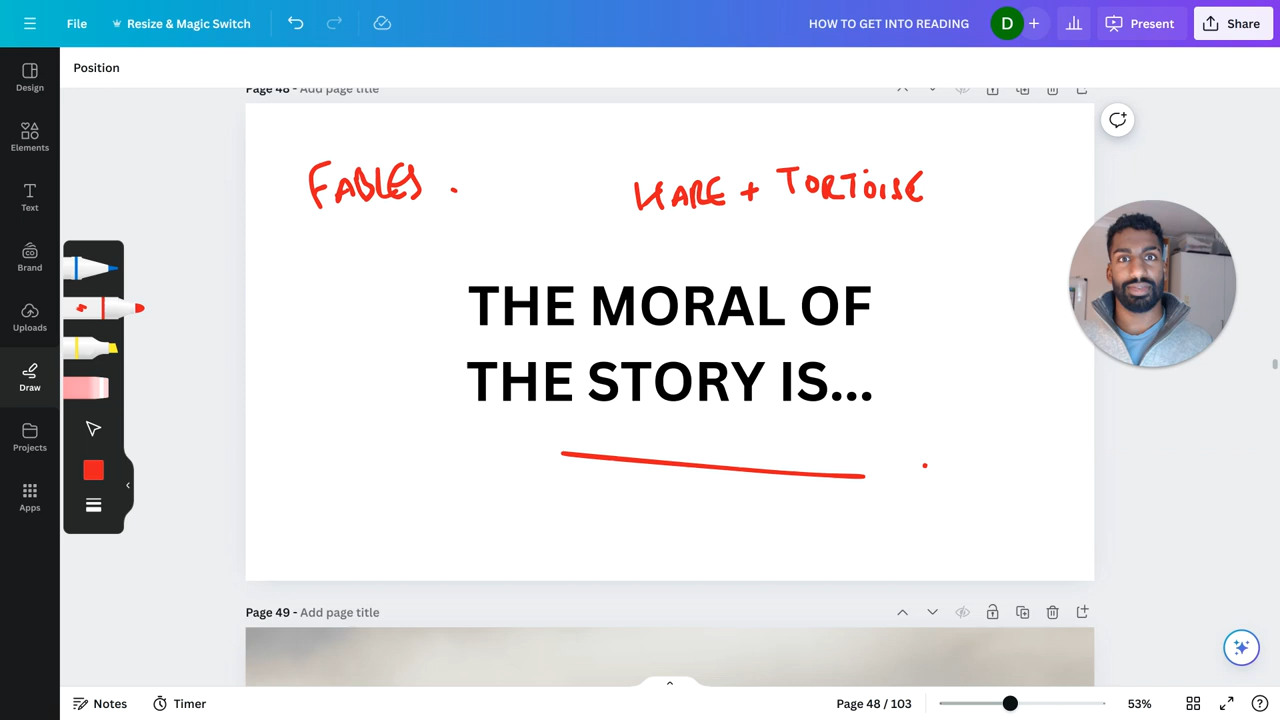 File
Resize & Magic Switch
HOW TO GET INTO READING
D
Present
Share
Position
Design
Elements
Text
Brand
Uploads
Draw
Projects
Apps
Page 48 - Add page title
FABLES .
HARE + TORTOISE
THE MORAL OF
THE STORY IS...
Page 49 - Add page title
Notes
Timer
Page 48 / 103
53%